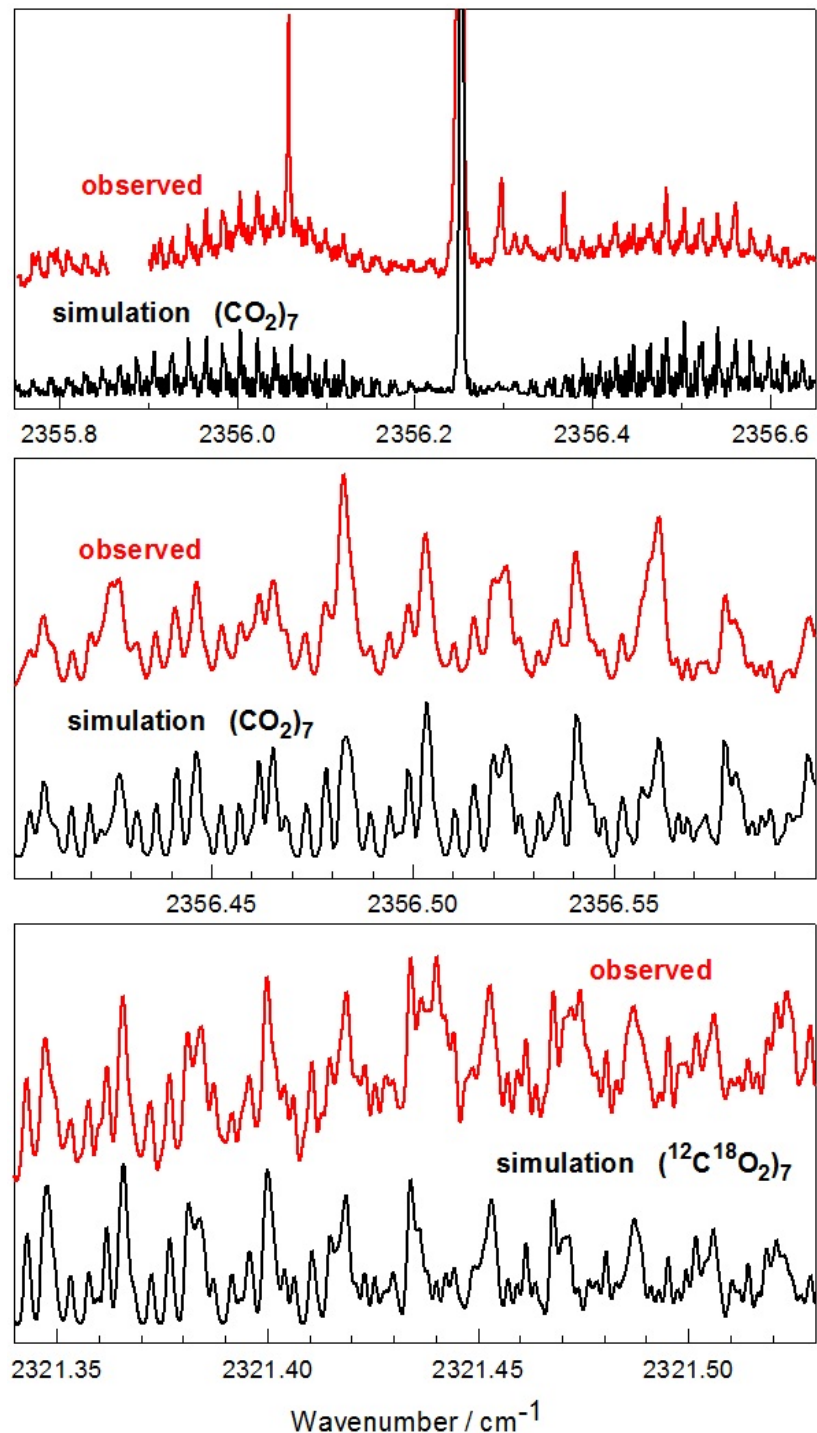 observed
simulation (CO₂)₇
2355.8 2356.0 2356.2 2356.4 2356.6
observed
simulation (CO₂)₇
2356.45 2356.50 2356.55
observed
simulation (¹²C¹⁸O₂)₇
2321.35 2321.40 2321.45 2321.50
Wavenumber / cm⁻¹